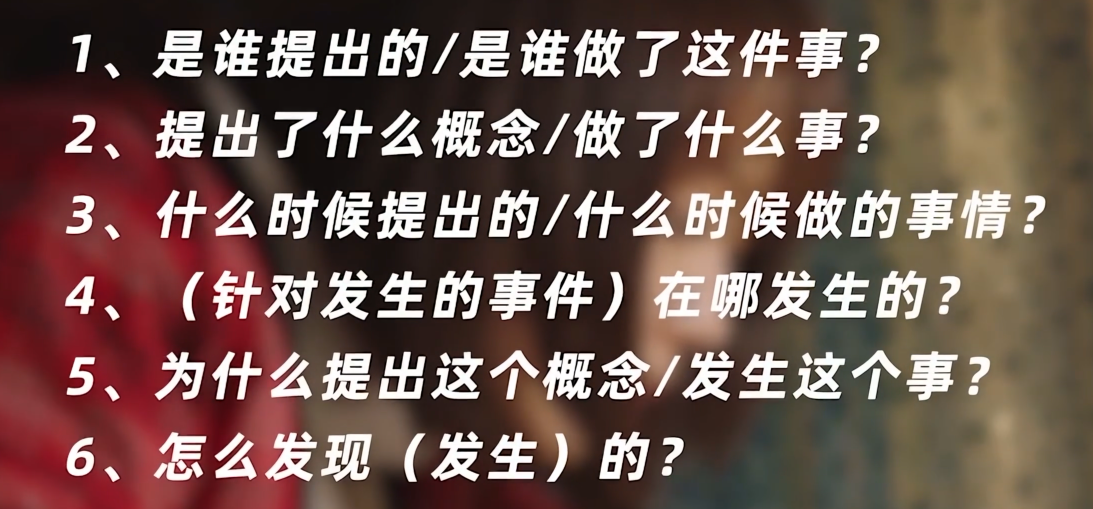 1、是谁提出的/是谁做了这件事？
2、提出了什么概念/做了什么事？
3、什么时候提出的/什么时候做的事情？
4、（针对发生的事件）在哪发生的？
5、为什么提出这个概念/发生这个事？
6、怎么发现（发生）的？